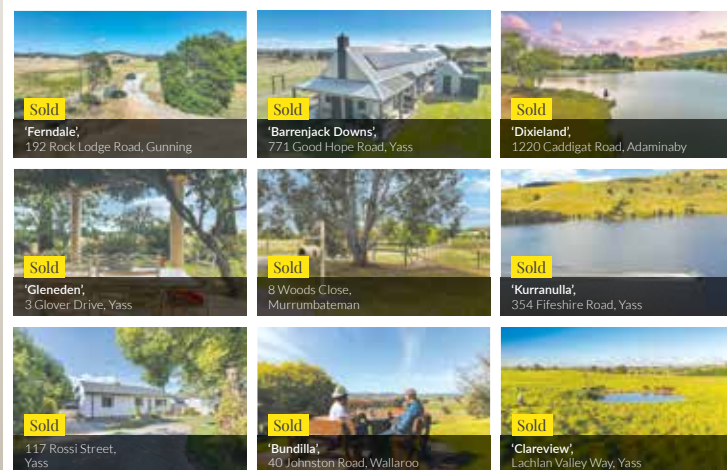 Sold
'Ferndale',
192 Rock Lodge Road, Gunning
Sold
'Barrenjack Downs',
771 Good Hope Road, Yass
Sold
'Dixieland',
1220 Caddigat Road, Adaminaby
Sold
'Gleneden',
3 Glover Drive, Yass
Sold
8 Woods Close,
Murrumbateman
Sold
'Kurranulla',
354 Fifeshire Road, Yass
Sold
117 Rossi Street,
Yass
Sold
'Bundilla',
40 Johnston Road, Wallaroo
Sold
'Clareview',
Lachlan Valley Way, Yass